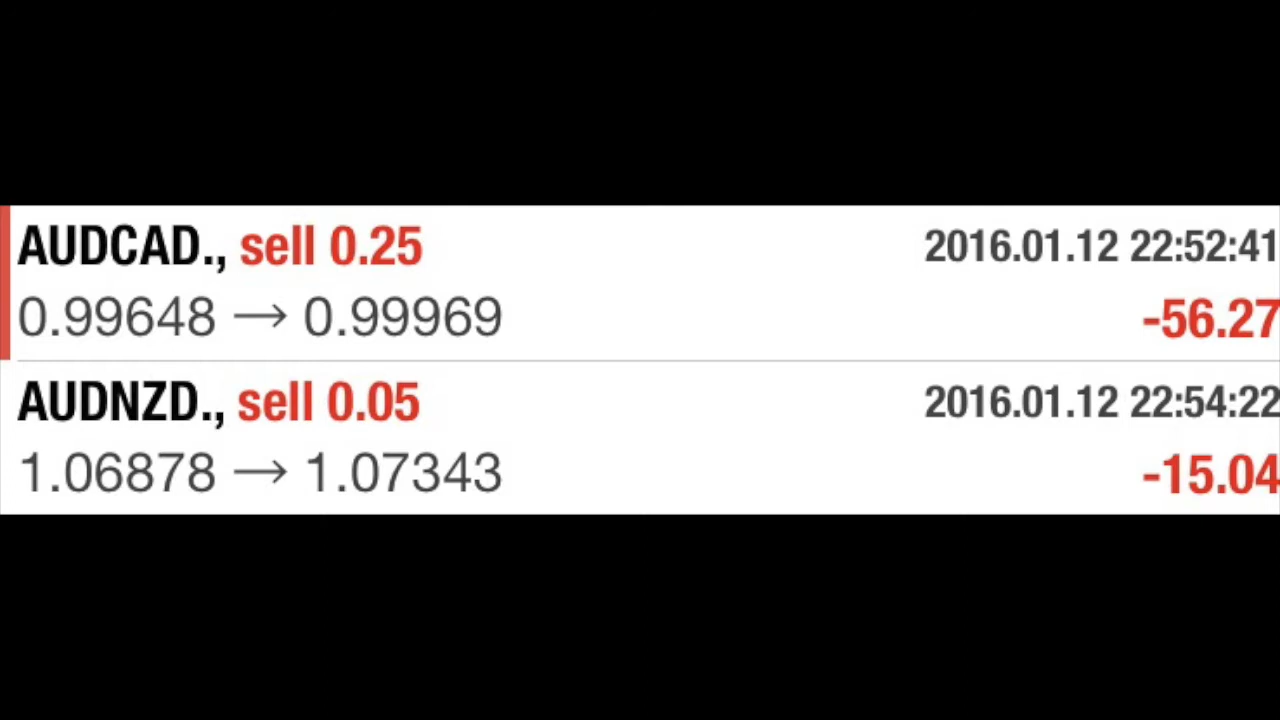 AUDCAD., sell 0.25 2016.01.12 22:52:41
0.99648 → 0.99969 -56.27
AUDNZD., sell 0.05 2016.01.12 22:54:22
1.06878 → 1.07343 -15.04